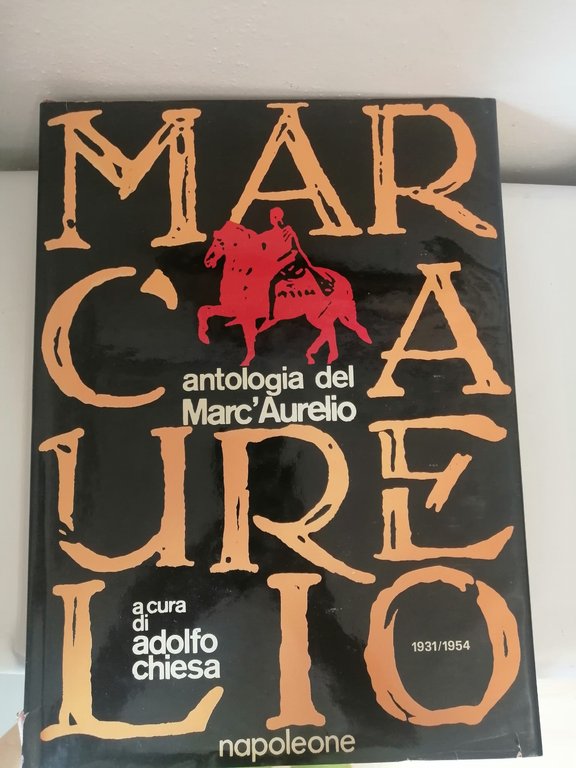 MAR
C'A
antologia del
Marc'Aurelio
URE
LIO
a cura
di
adolfo
chiesa
1931/1954
napoleone